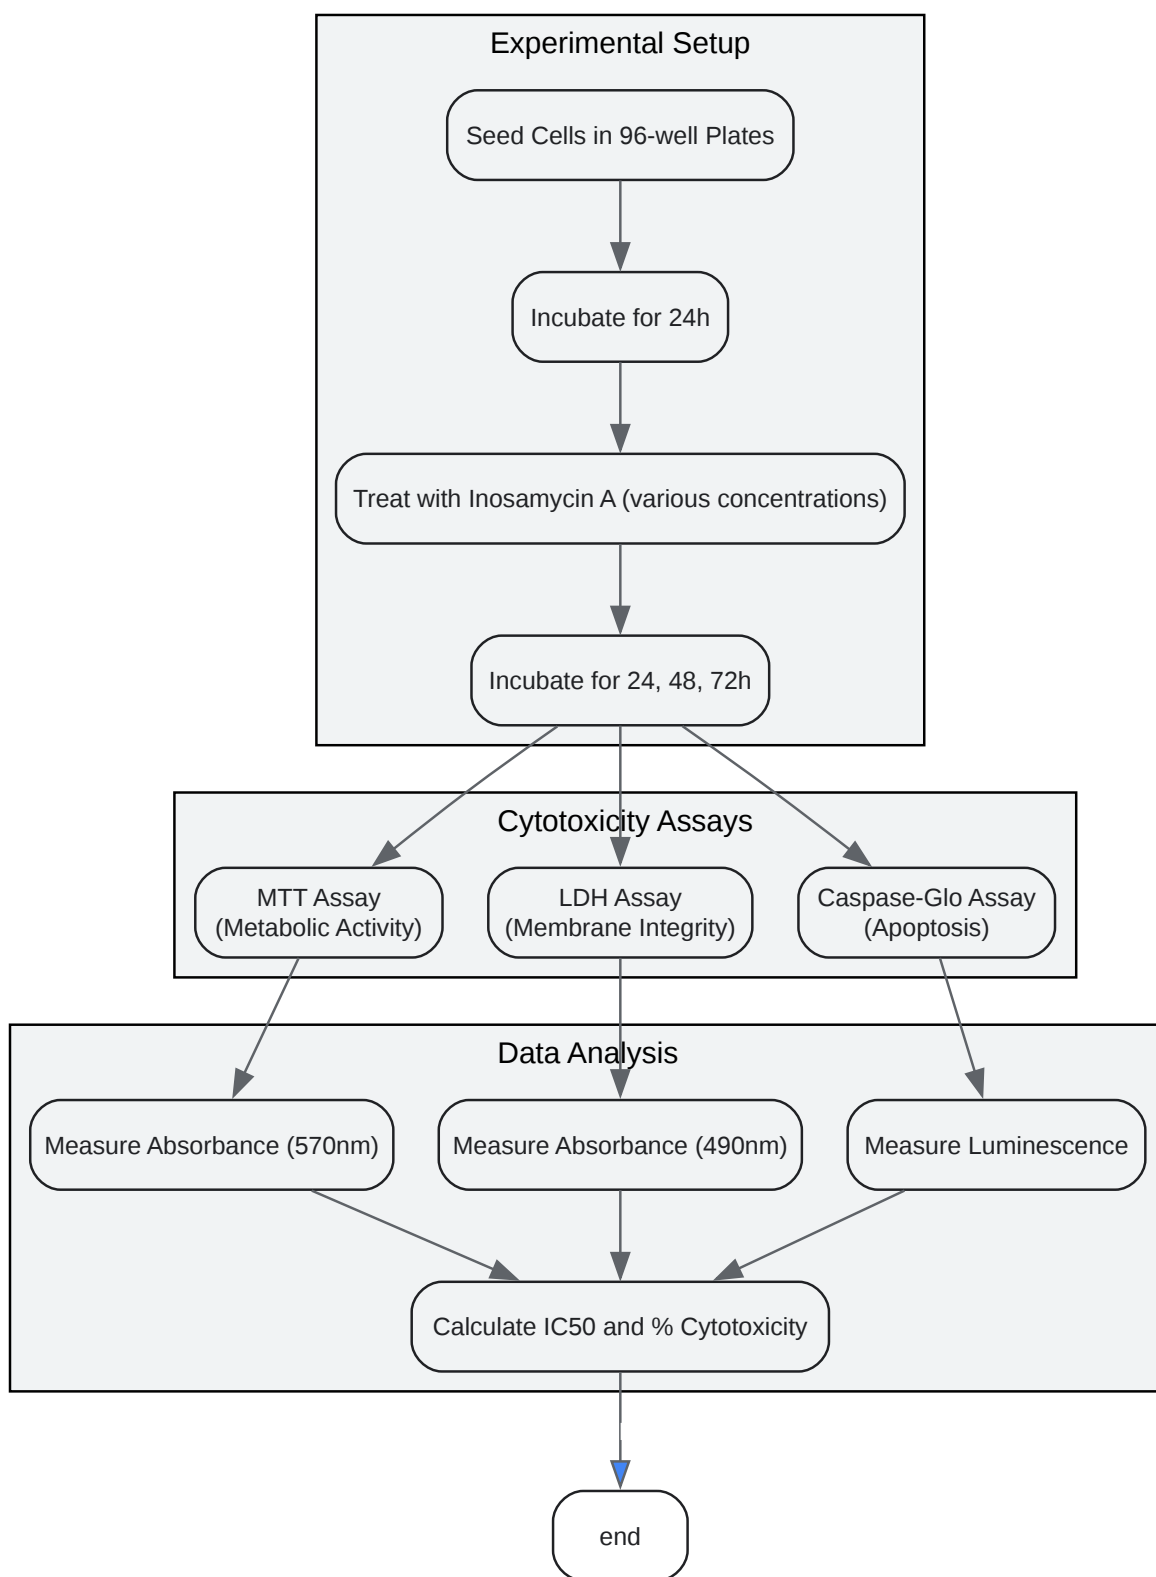 Experimental Setup
Seed Cells in 96-well Plates
Incubate for 24h
Treat with Inosamycin A (various concentrations)
Incubate for 24, 48, 72h
Cytotoxicity Assays
MTT Assay
(Metabolic Activity)
LDH Assay
(Membrane Integrity)
Caspase-Glo Assay
(Apoptosis)
Data Analysis
Measure Absorbance (570nm)
Measure Absorbance (490nm)
Measure Luminescence
Calculate IC50 and % Cytotoxicity
end